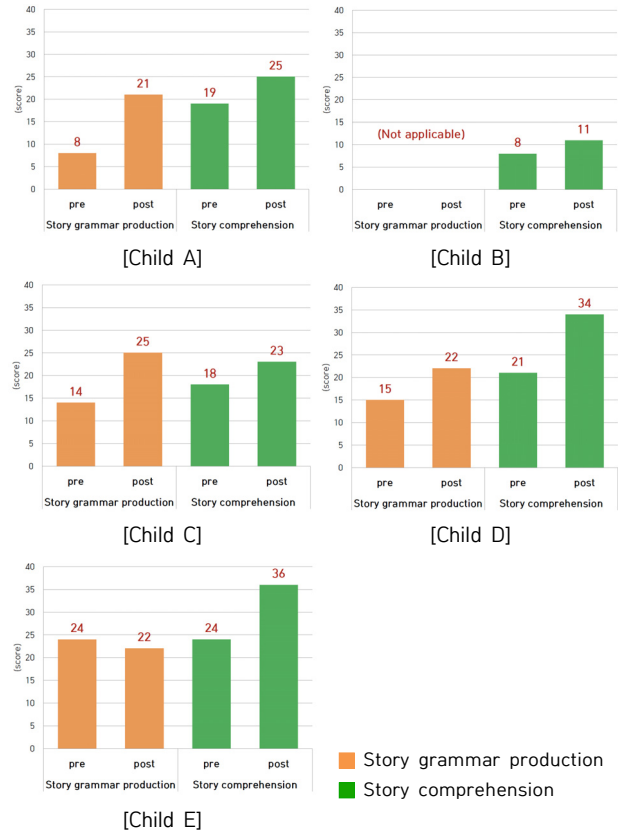 40
35
30
25
20
15
10
5
0
(score)
8
21
19
25
pre post pre post
Story grammar production Story comprehension
[Child A]
40
35
30
25
20
15
10
5
0
(score)
(Not applicable)
8
11
pre post pre post
Story grammar production Story comprehension
[Child B]
40
35
30
25
20
15
10
5
0
(score)
14
25
18
23
pre post pre post
Story grammar production Story comprehension
[Child C]
40
35
30
25
20
15
10
5
0
(score)
15
22
21
34
pre post pre post
Story grammar production Story comprehension
[Child D]
40
35
30
25
20
15
10
5
0
(score)
24
22
24
36
pre post pre post
Story grammar production Story comprehension
[Child E]
Story grammar production
Story comprehension